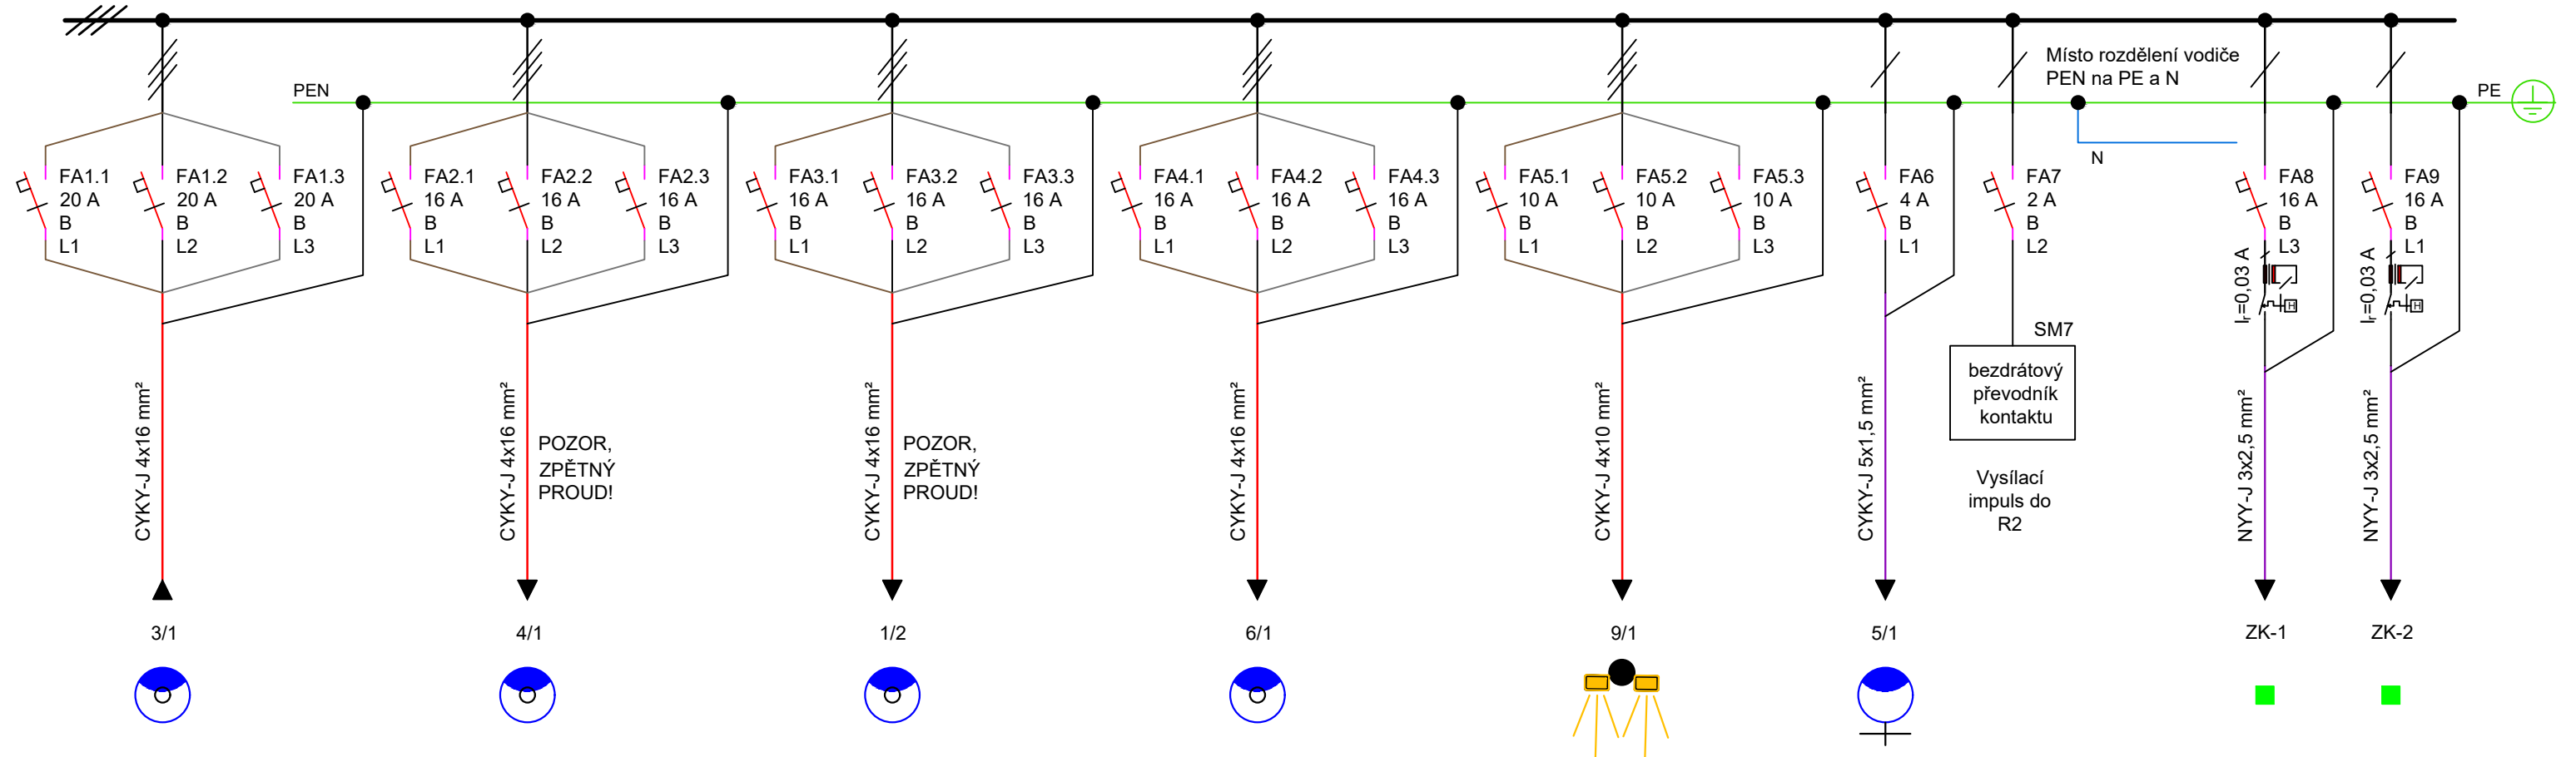 Místo rozdělení vodiče
PEN na PE a N
PEN
PE
N
FA1.1
20 A
B
L1
FA1.2
20 A
B
L2
FA1.3
20 A
B
L3
FA2.1
16 A
B
L1
FA2.2
16 A
B
L2
FA2.3
16 A
B
L3
FA3.1
16 A
B
L1
FA3.2
16 A
B
L2
FA3.3
16 A
B
L3
FA4.1
16 A
B
L1
FA4.2
16 A
B
L2
FA4.3
16 A
B
L3
FA5.1
10 A
B
L1
FA5.2
10 A
B
L2
FA5.3
10 A
B
L3
FA6
4 A
B
L1
FA7
2 A
B
L2
FA8
16 A
B
L3
FA9
16 A
B
L1
Ir=0,03 A
H
Ir=0,03 A
H
SM7
bezdrátový
převodník
kontaktu
Vysílací
impuls do
R2
CYKY-J 4x16 mm²
CYKY-J 4x16 mm²
POZOR,
ZPĚTNÝ
PROUD!
CYKY-J 4x16 mm²
POZOR,
ZPĚTNÝ
PROUD!
CYKY-J 4x16 mm²
CYKY-J 4x10 mm²
CYKY-J 5x1,5 mm²
NYY-J 3x2,5 mm²
NYY-J 3x2,5 mm²
3/1
4/1
1/2
6/1
9/1
5/1
ZK-1
ZK-2